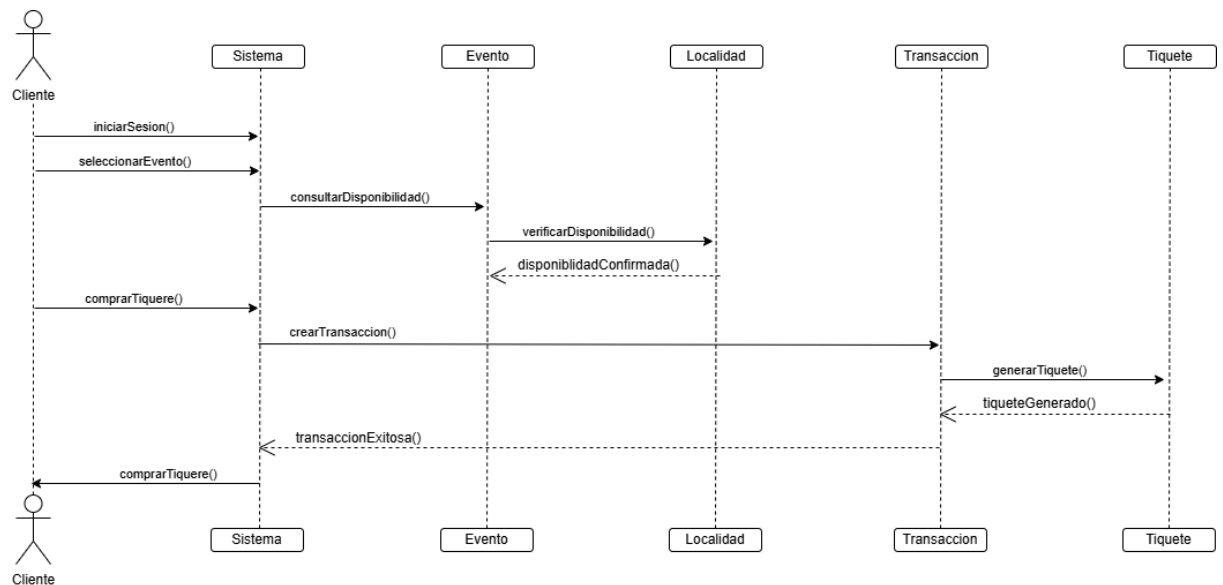 Cliente
Sistema
Evento
Localidad
Transaccion
Tiquete
iniciarSesion()
seleccionarEvento()
consultarDisponibilidad()
verificarDisponibilidad()
disponiblidadConfirmada()
comprarTiquere()
crearTransaccion()
generarTiquete()
tiqueteGenerado()
transaccionExitosa()
comprarTiquere()
Sistema
Evento
Localidad
Transaccion
Tiquete
Cliente